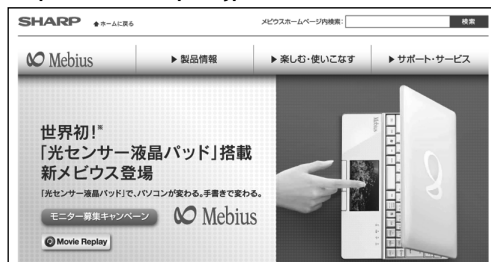 SHARP
ホームに戻る
メビウスホームページ内検索：
検索
Mebius
製品情報
楽しむ・使いこなす
サポート・サービス
世界初！※
「光センサー液晶パッド」搭載
新メビウス登場
「光センサー液晶パッド」で、パソコンが変わる。手書きで変わる。
モニター募集キャンペーン
Mebius
Movie Replay